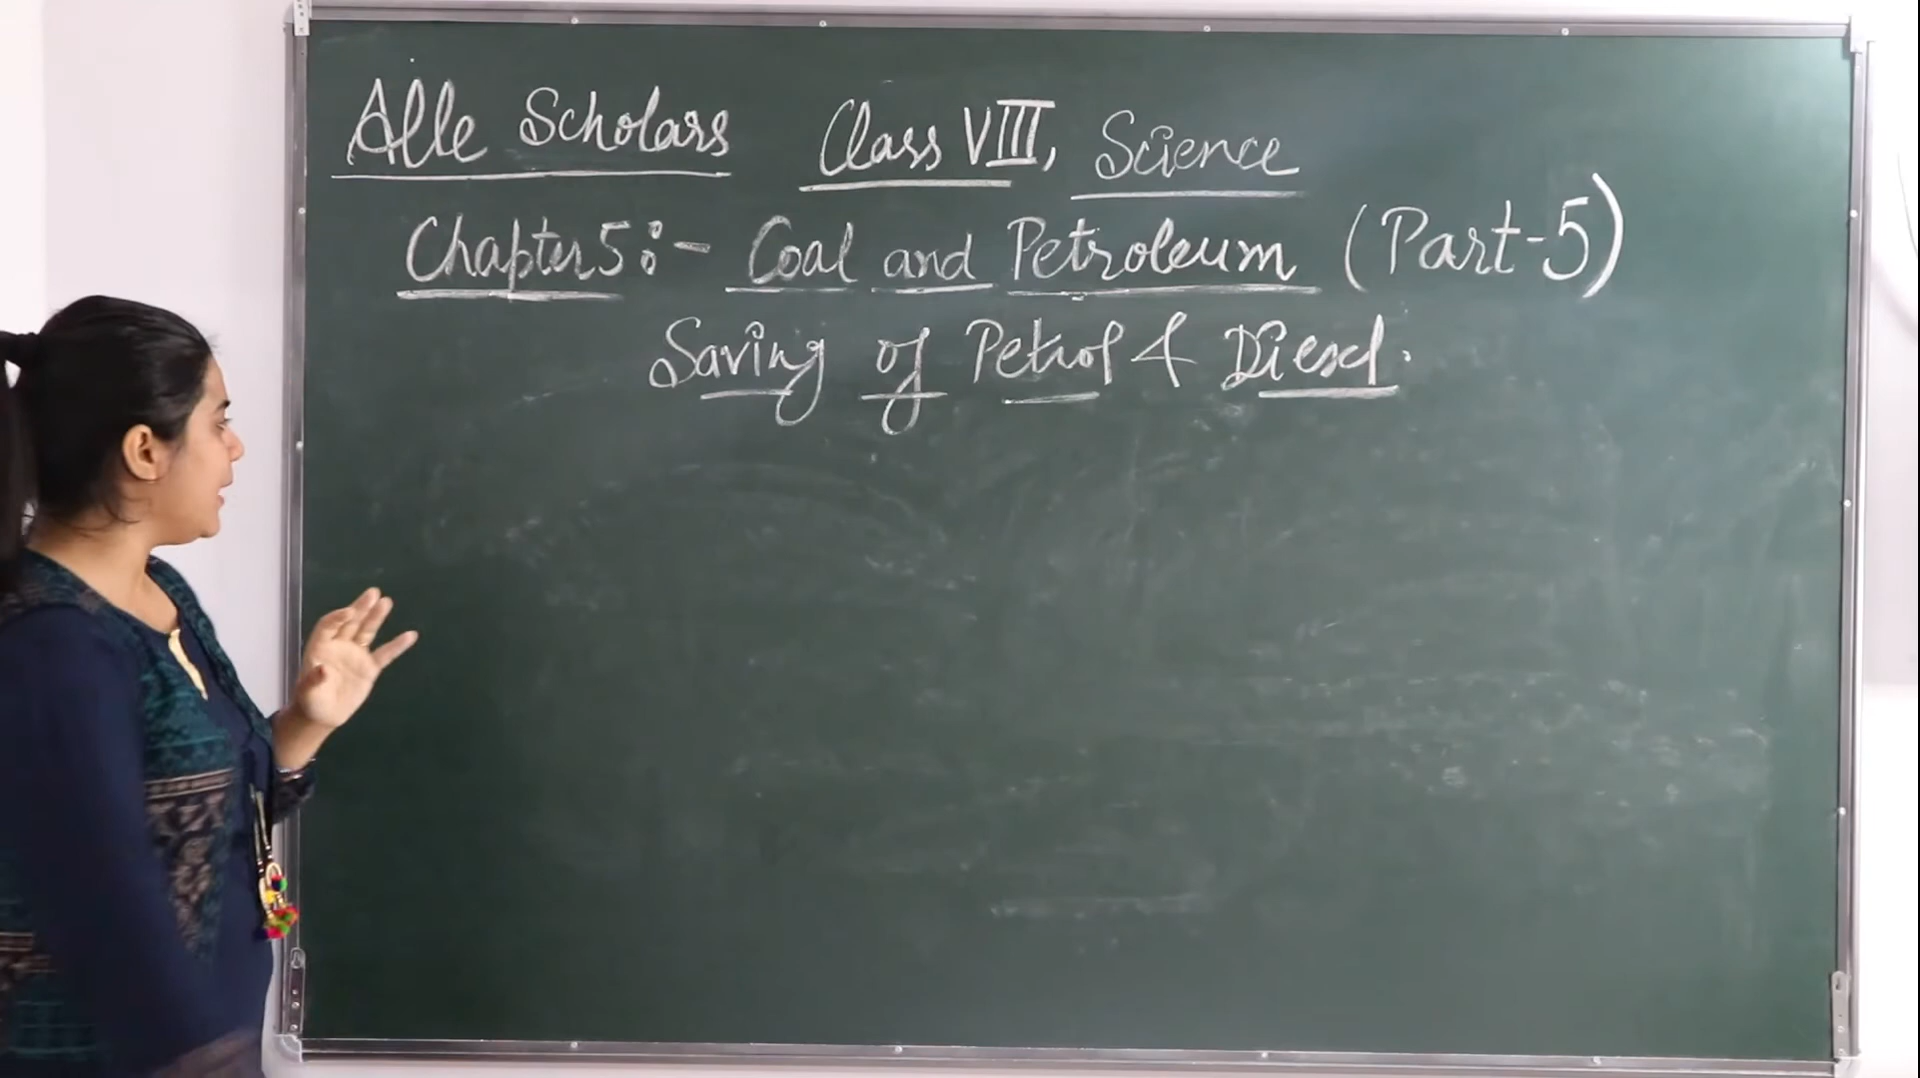 Alle Scholars Class VIII, Science
Chapter 5 :- Coal and Petroleum (Part-5)
Saving of Petrol & Diesel.